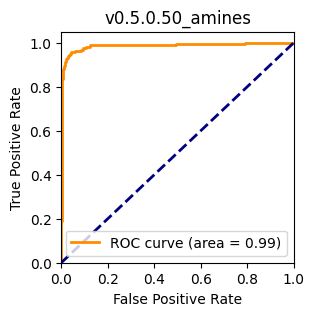 v0.5.0.50_amines
True Positive Rate
1.0
0.8
0.6
0.4
0.2
0.0
ROC curve (area = 0.99)
0.0 0.2 0.4 0.6 0.8 1.0
False Positive Rate